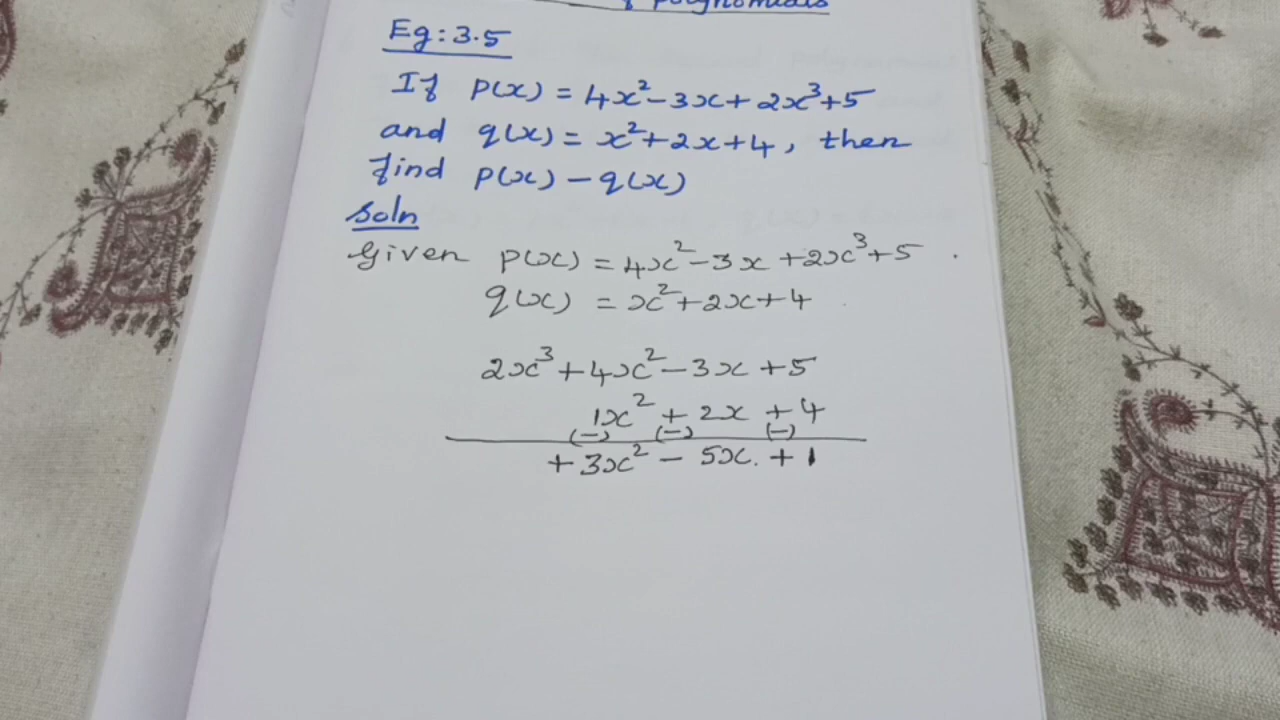 polynomials
Eg: 3.5
If p(x) = 4x² - 3x + 2x³ + 5
and q(x) = x² + 2x + 4, then
find p(x) - q(x)
Soln
Given p(x) = 4x² - 3x + 2x³ + 5 .
q(x) = x² + 2x + 4
2x³ + 4x² - 3x + 5
1x² + 2x + 4
(-) (-) (-)
+ 3x² - 5x. + 1